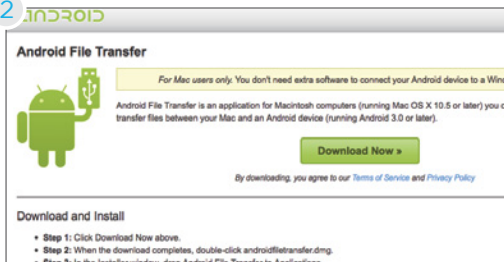 2
ANDROID
Android File Transfer
For Mac users only. You don't need extra software to connect your Android device to a
Android File Transfer is an application for Macintosh computers (running Mac OS X 10.5 or later) you
transfer files between your Mac and an Android device (running Android 3.0 or later).
Download Now »
By downloading, you agree to our Terms of Service and Privacy Policy
Download and Install
• Step 1: Click Download Now above.
• Step 2: When the download completes, double-click androidfiletransfer.dmg.